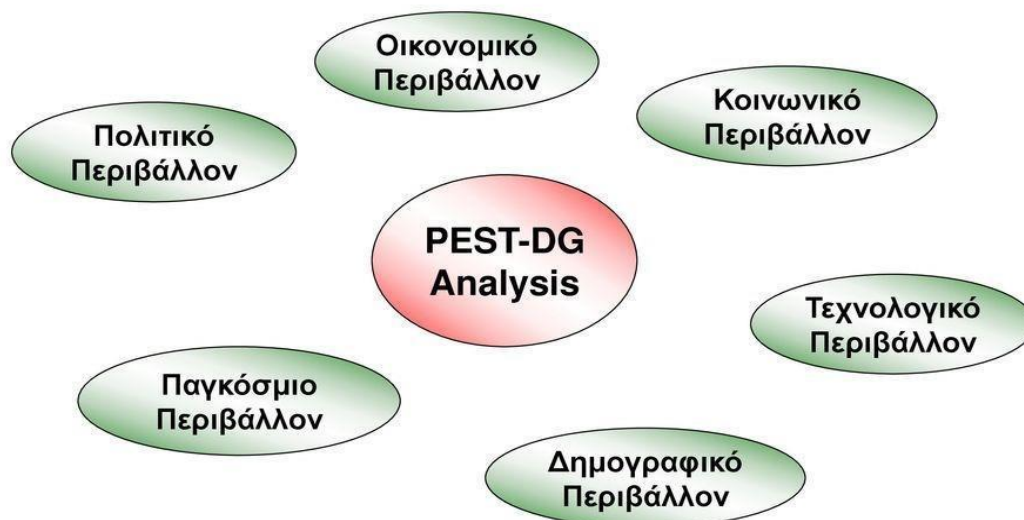 Οικονομικό
Περιβάλλον
Κοινωνικό
Περιβάλλον
Πολιτικό
Περιβάλλον
PEST-DG
Analysis
Τεχνολογικό
Περιβάλλον
Παγκόσμιο
Περιβάλλον
Δημογραφικό
Περιβάλλον